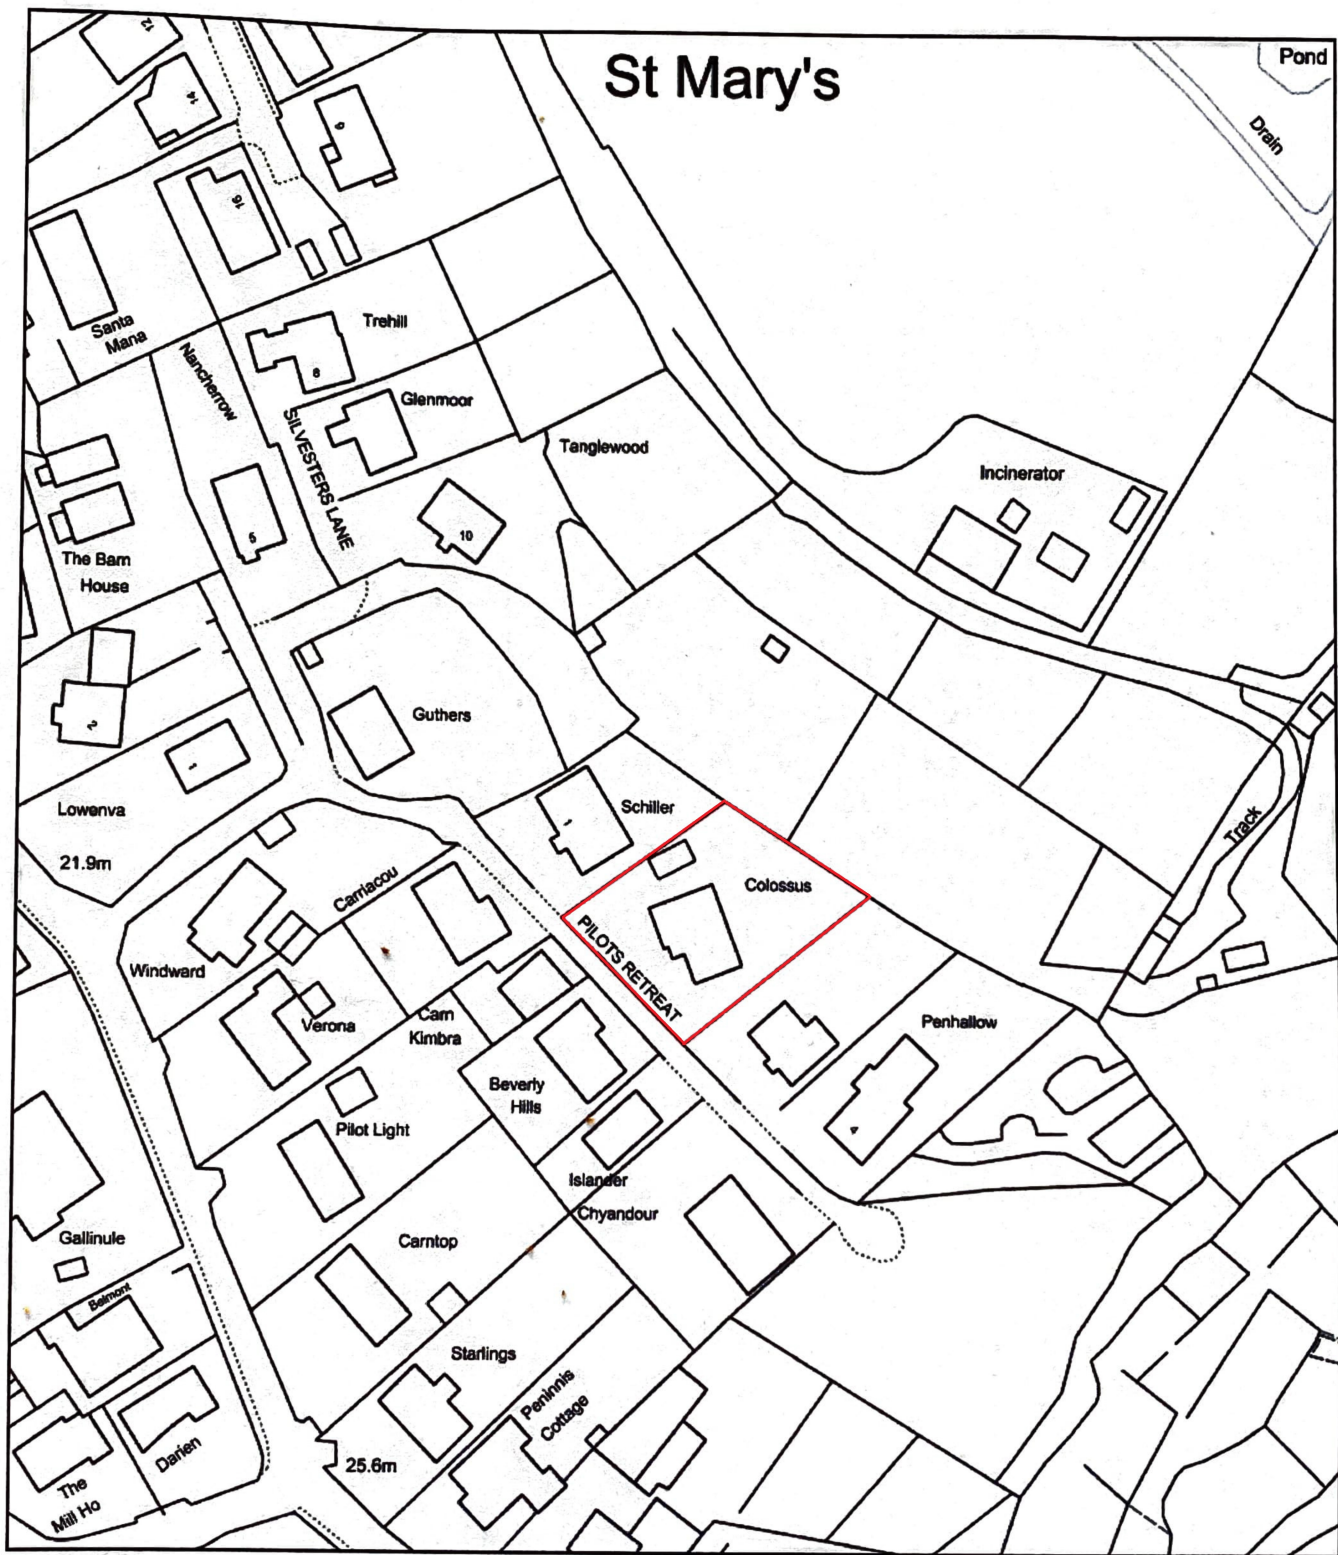 St Mary's
Pond
Drain
12
14
9
16
Santa
Mana
Trehill
Nancherrow
8
Glenmoor
SILVESTERS LANE
Tanglewood
Incinerator
5
10
The Barn
House
Guthers
2
1
Lowenva
Schiller
1
Track
21.9m
Carriacou
Colossus
PILOTS RETREAT
Windward
Verona
Carn
Kimbra
Penhallow
Beverly
Hills
4
Pilot Light
Islander
Chyandour
Gallinule
Carntop
Belmont
Starlings
Peninnis
Cottage
Darien
25.6m
The
Mill Ho